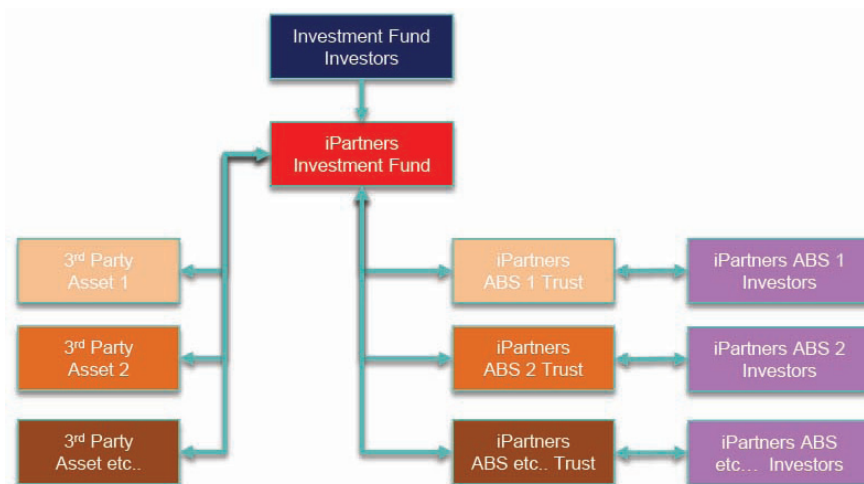 Investment Fund
Investors
iPartners
Investment Fund
3rd Party
Asset 1
iPartners
ABS 1 Trust
iPartners ABS 1
Investors
3rd Party
Asset 2
iPartners
ABS 2 Trust
iPartners ABS 2
Investors
3rd Party
Asset etc..
iPartners
ABS etc.. Trust
iPartners ABS
etc... Investors